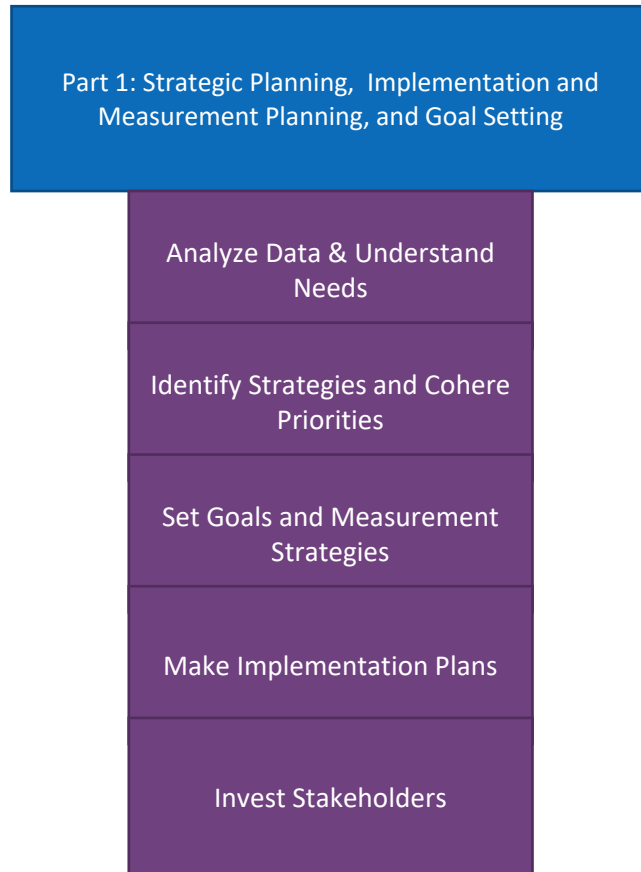 Part 1: Strategic Planning,  Implementation and
Measurement Planning, and Goal Setting
Analyze Data & Understand
Needs
Identify Strategies and Cohere
Priorities
Set Goals and Measurement
Strategies
Make Implementation Plans
Invest Stakeholders